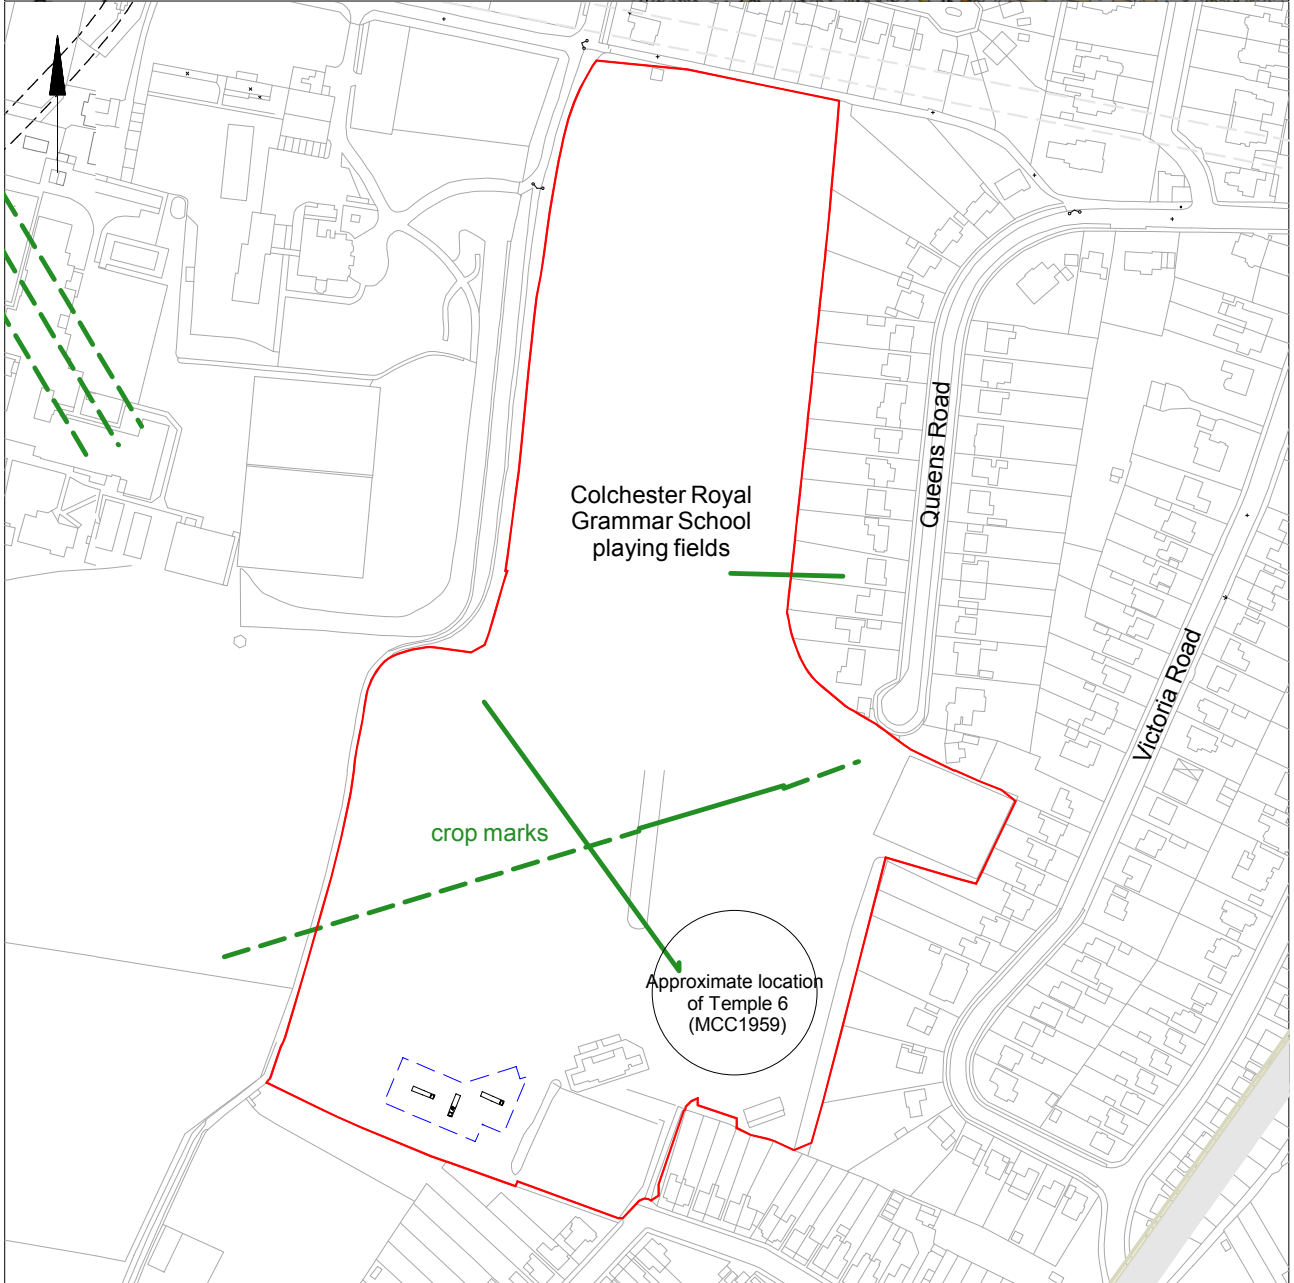 Colchester Royal
Grammar School
playing fields
Queens Road
Victoria Road
crop marks
Approximate location
of Temple 6
(MCC1959)